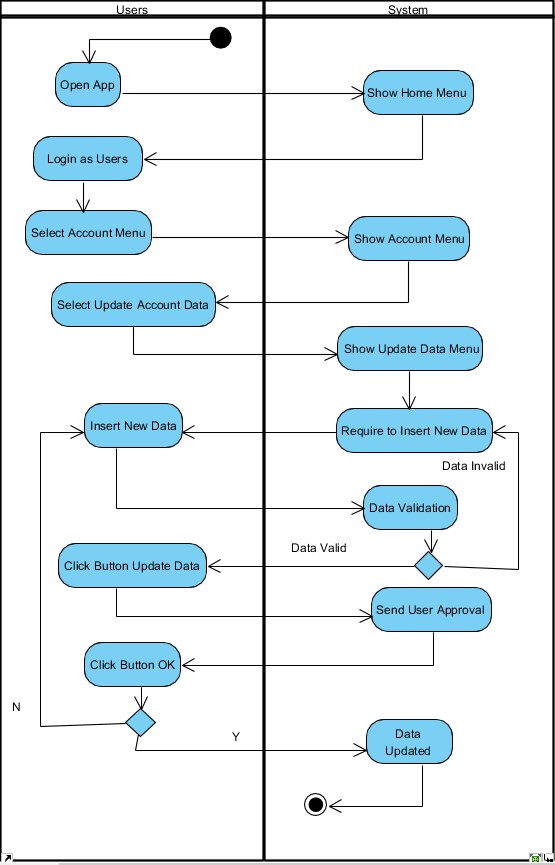 Users
System
Open App
Show Home Menu
Login as Users
Select Account Menu
Show Account Menu
Select Update Account Data
Show Update Data Menu
Insert New Data
Require to Insert New Data
Data Invalid
Data Validation
Data Valid
Click Button Update Data
Send User Approval
Click Button OK
N
Y
Data
Updated